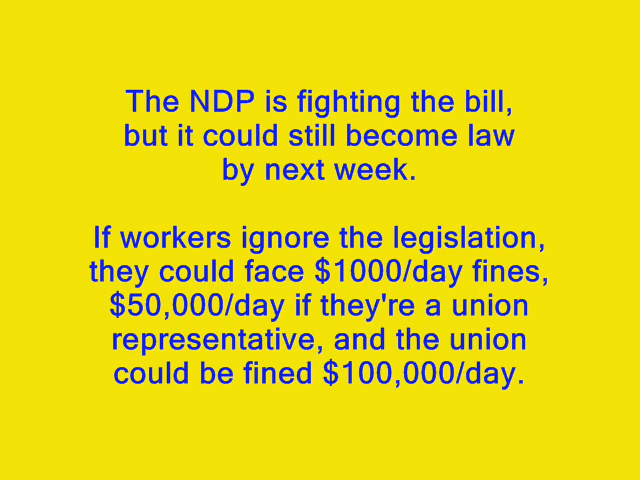 The NDP is fighting the bill,
but it could still become law
by next week.
If workers ignore the legislation,
they could face $1000/day fines,
$50,000/day if they're a union
representative, and the union
could be fined $100,000/day.